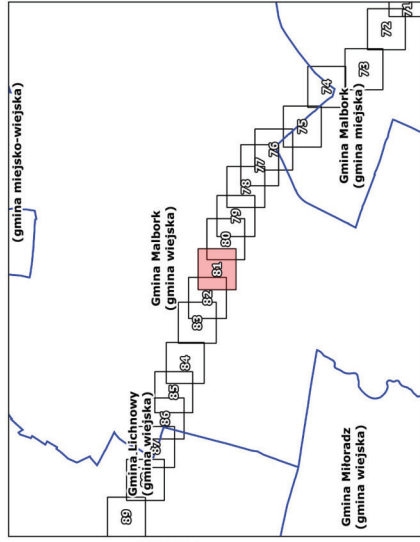 (gmina miejsko-wiejska)
71
72
73
74
Gmina Malbork
(gmina miejska)
75
76
77
78
79
Gmina Malbork
(gmina wiejska)
80
81
82
83
84
85
86
87
Gmina Lichnowy
(gmina wiejska)
89
Gmina Miłoradz
(gmina wiejska)